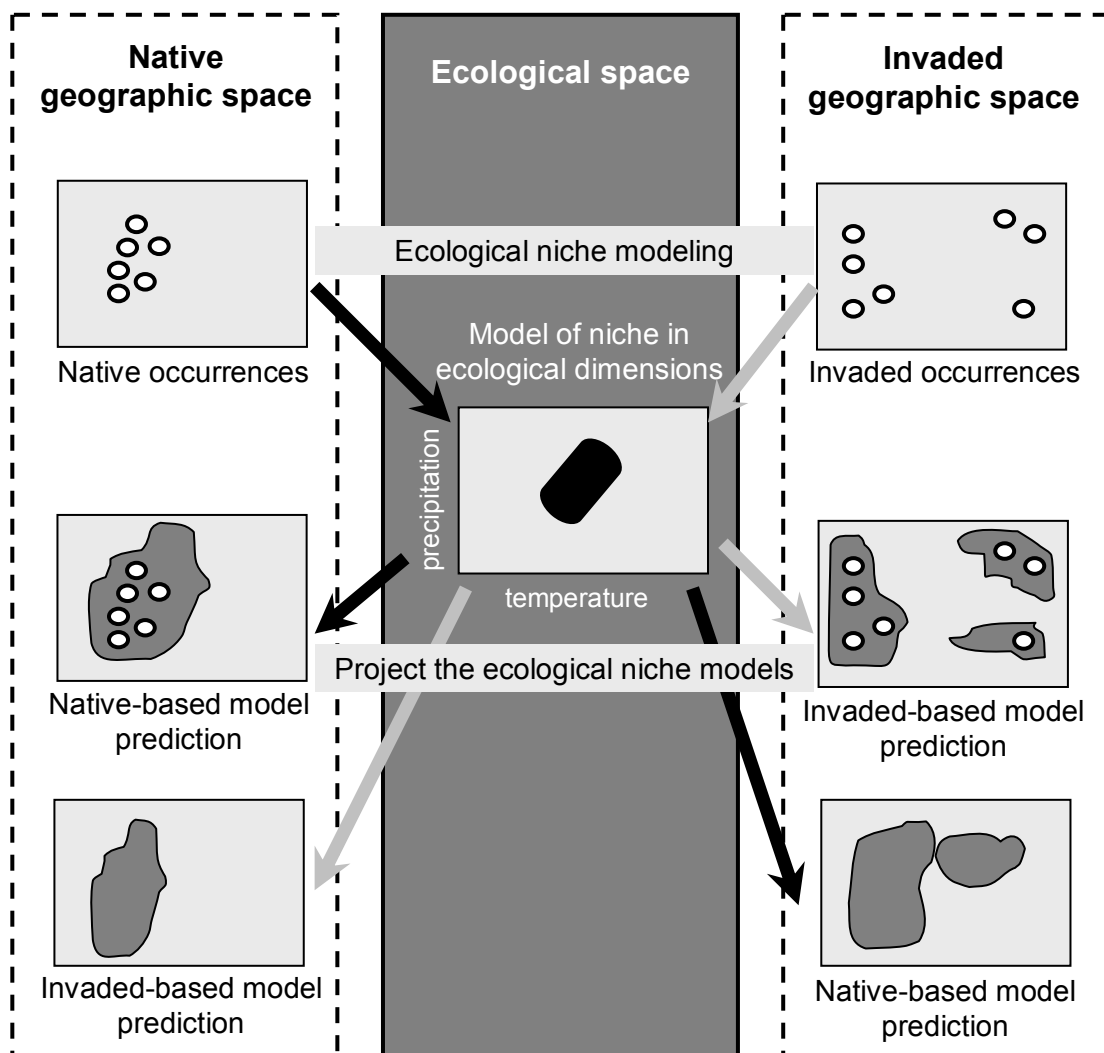 Native
geographic space
Ecological space
Invaded
geographic space
Ecological niche modeling
Native occurrences
Model of niche in
ecological dimensions
Invaded occurrences
precipitation
temperature
Project the ecological niche models
Native-based model
prediction
Invaded-based model
prediction
Invaded-based model
prediction
Native-based model
prediction